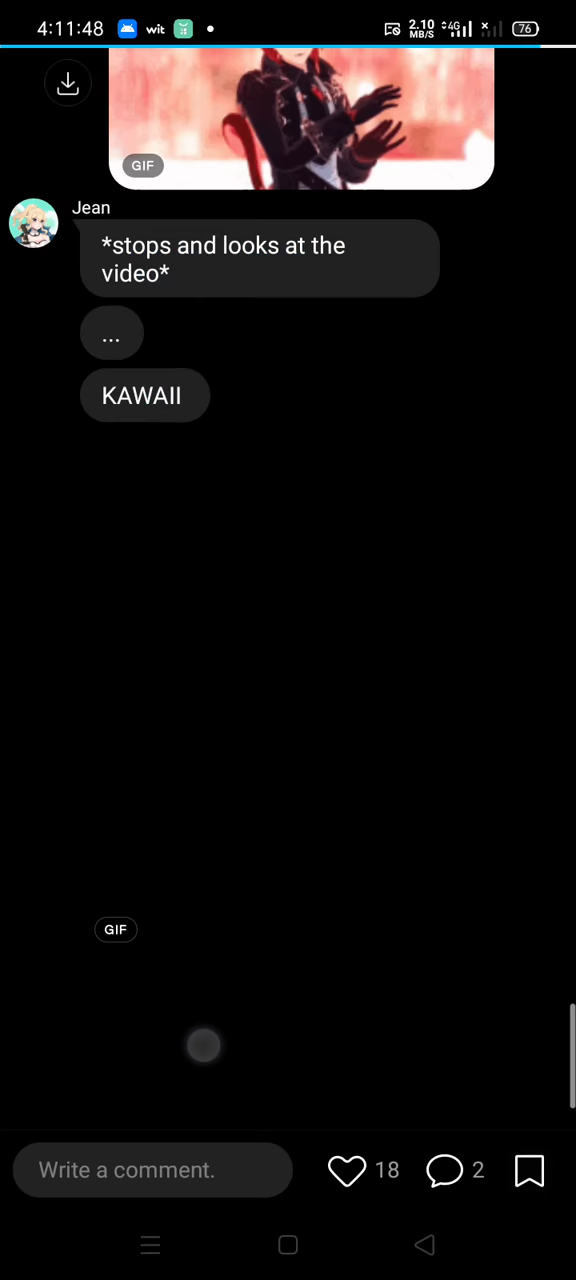 4:11:48 wit 2.10 MB/S 4G 76
GIF
Jean
*stops and looks at the
video*
...
KAWAII
GIF
Write a comment. 18 2